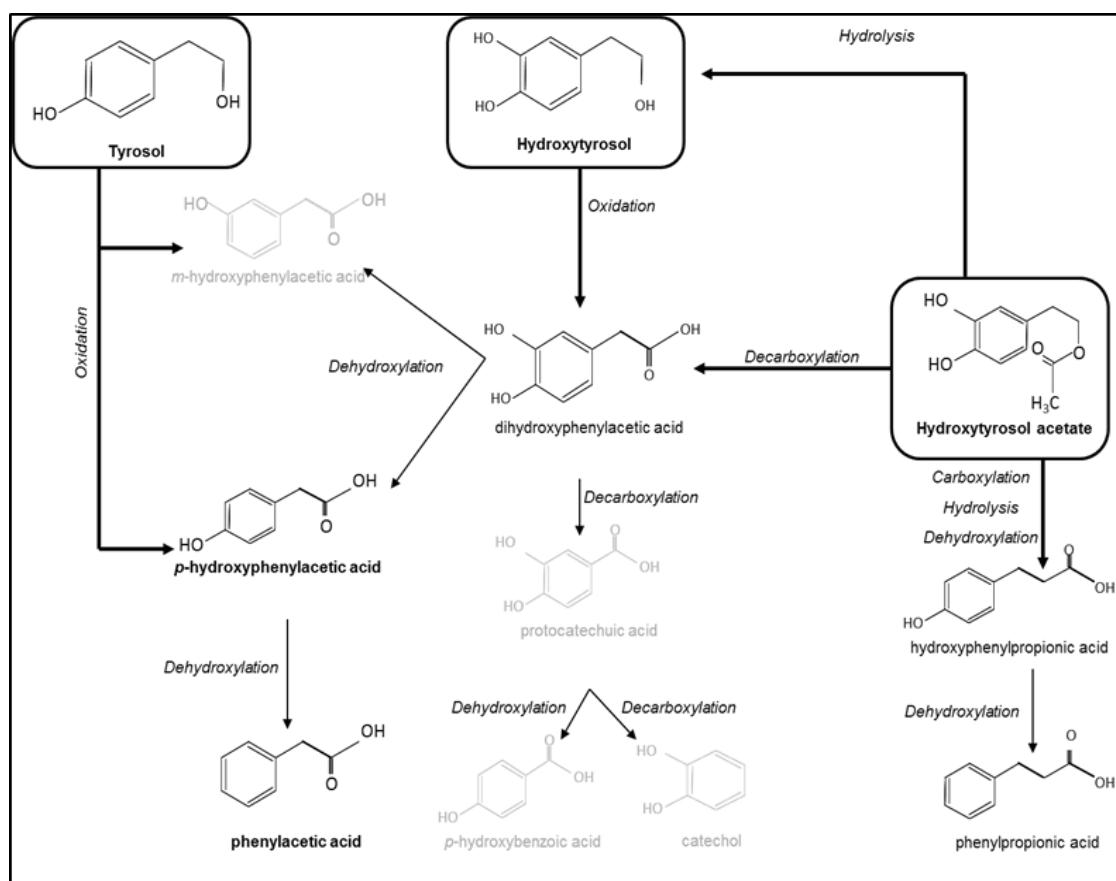 HO
OH
Tyrosol
HO
HO
OH
Hydroxytyrosol
Hydrolysis
HO
OH
O
m-hydroxyphenylacetic acid
Oxidation
Oxidation
Dehydroxylation
HO
HO
OH
O
dihydroxyphenylacetic acid
Decarboxylation
HO
HO
O
O
H₃C
Hydroxytyrosol acetate
OH
O
HO
p-hydroxyphenylacetic acid
Decarboxylation
O
HO
OH
HO
protocatechuic acid
Carboxylation
Hydrolysis
Dehydroxylation
O
OH
HO
hydroxyphenylpropionic acid
Dehydroxylation
OH
O
phenylacetic acid
Dehydroxylation
Decarboxylation
O
OH
HO
p-hydroxybenzoic acid
HO
HO
catechol
Dehydroxylation
O
OH
phenylpropionic acid